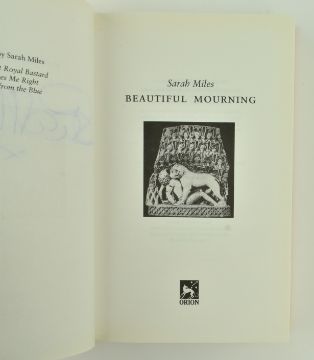 y Sarah Miles
Royal Bastard
es Me Right
from the Blue
Sarah Miles
BEAUTIFUL MOURNING
ORION